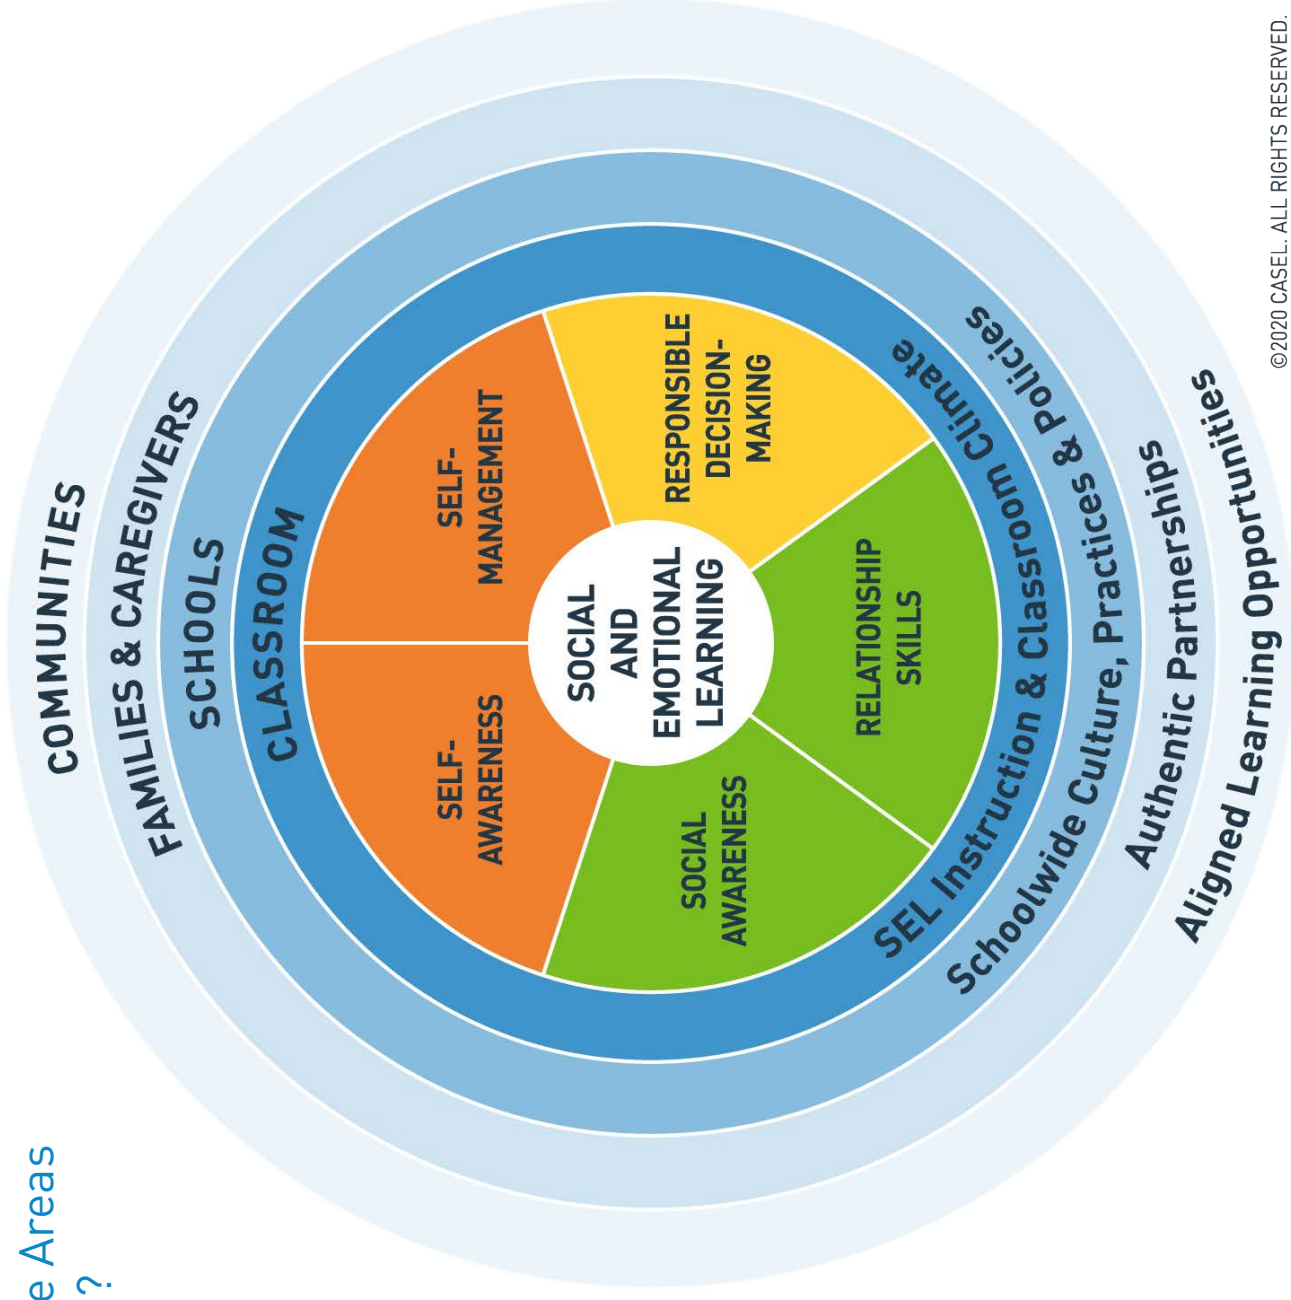 e Areas
?
COMMUNITIES
FAMILIES & CAREGIVERS
SCHOOLS
CLASSROOM
SELF-
AWARENESS
SELF-
MANAGEMENT
SOCIAL
AND
EMOTIONAL
LEARNING
SOCIAL
AWARENESS
RESPONSIBLE
DECISION-
MAKING
RELATIONSHIP
SKILLS
SEL Instruction & Classroom Climate
Schoolwide Culture, Practices & Policies
Authentic Partnerships
Aligned Learning Opportunities
©2020 CASEL. ALL RIGHTS RESERVED.